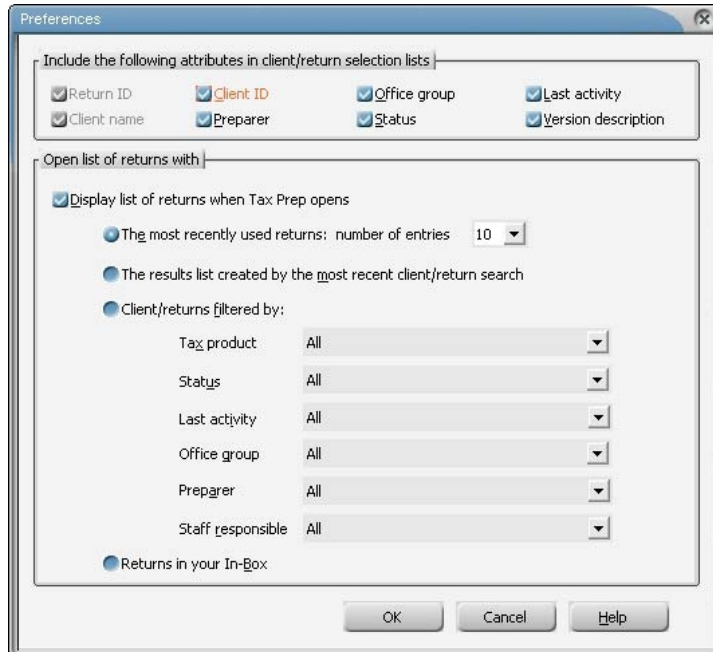 Preferences
Include the following attributes in client/return selection lists
Return ID Client ID Office group Last activity
Client name Preparer Status Version description
Open list of returns with
Display list of returns when Tax Prep opens
The most recently used returns: number of entries 10
The results list created by the most recent client/return search
Client/returns filtered by:
Tax product All
Status All
Last activity All
Office group All
Preparer All
Staff responsible All
Returns in your In-Box
OK Cancel Help